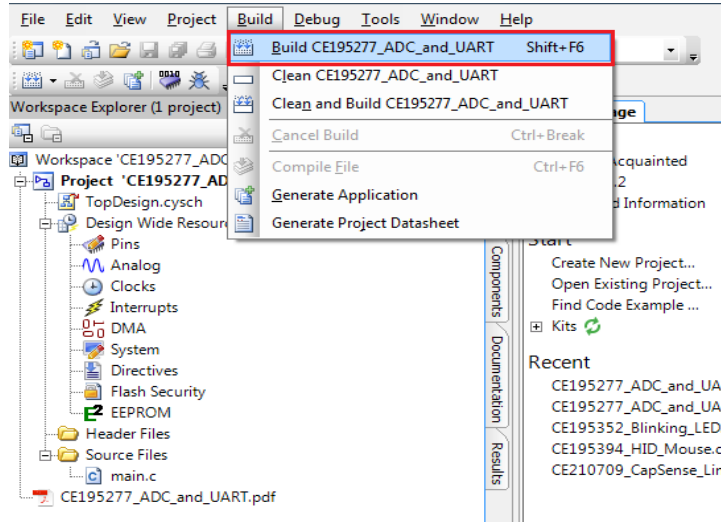 File Edit View Project Build Debug Tools Window Help
Build CE195277_ADC_and_UART Shift+F6
Clean CE195277_ADC_and_UART
Clean and Build CE195277_ADC_and_UART
Cancel Build Ctrl+Break
Compile File Ctrl+F6
Generate Application
Generate Project Datasheet
Workspace Explorer (1 project)
Workspace 'CE195277_ADC
Project 'CE195277_AD
TopDesign.cysch
Design Wide Resour
Pins
Analog
Clocks
Interrupts
DMA
System
Directives
Flash Security
EEPROM
Header Files
Source Files
main.c
CE195277_ADC_and_UART.pdf
Components
Documentation
Results
ge
cquainted
.2
d Information
Start
Create New Project...
Open Existing Project...
Find Code Example ...
Kits
Recent
CE195277_ADC_and_UA
CE195277_ADC_and_UA
CE195352_Blinking_LED
CE195394_HID_Mouse.c
CE210709_CapSense_Lin